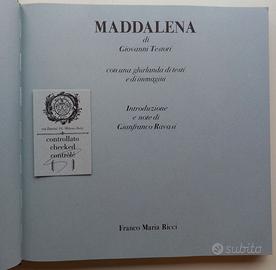 MADDALENA
di
Giovanni Testori
con una ghirlanda di testi
e di immagini
Introduzione
e note di
Gianfranco Ravasi
controllato
checked
contrôlé
Franco Maria Ricci
subito